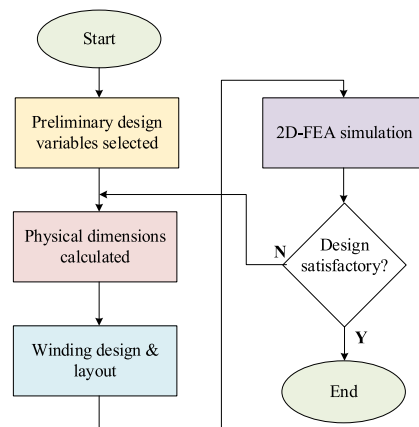 Start
Preliminary design
variables selected
Physical dimensions
calculated
Winding design &
layout
2D-FEA simulation
Design
satisfactory?
N
Y
End